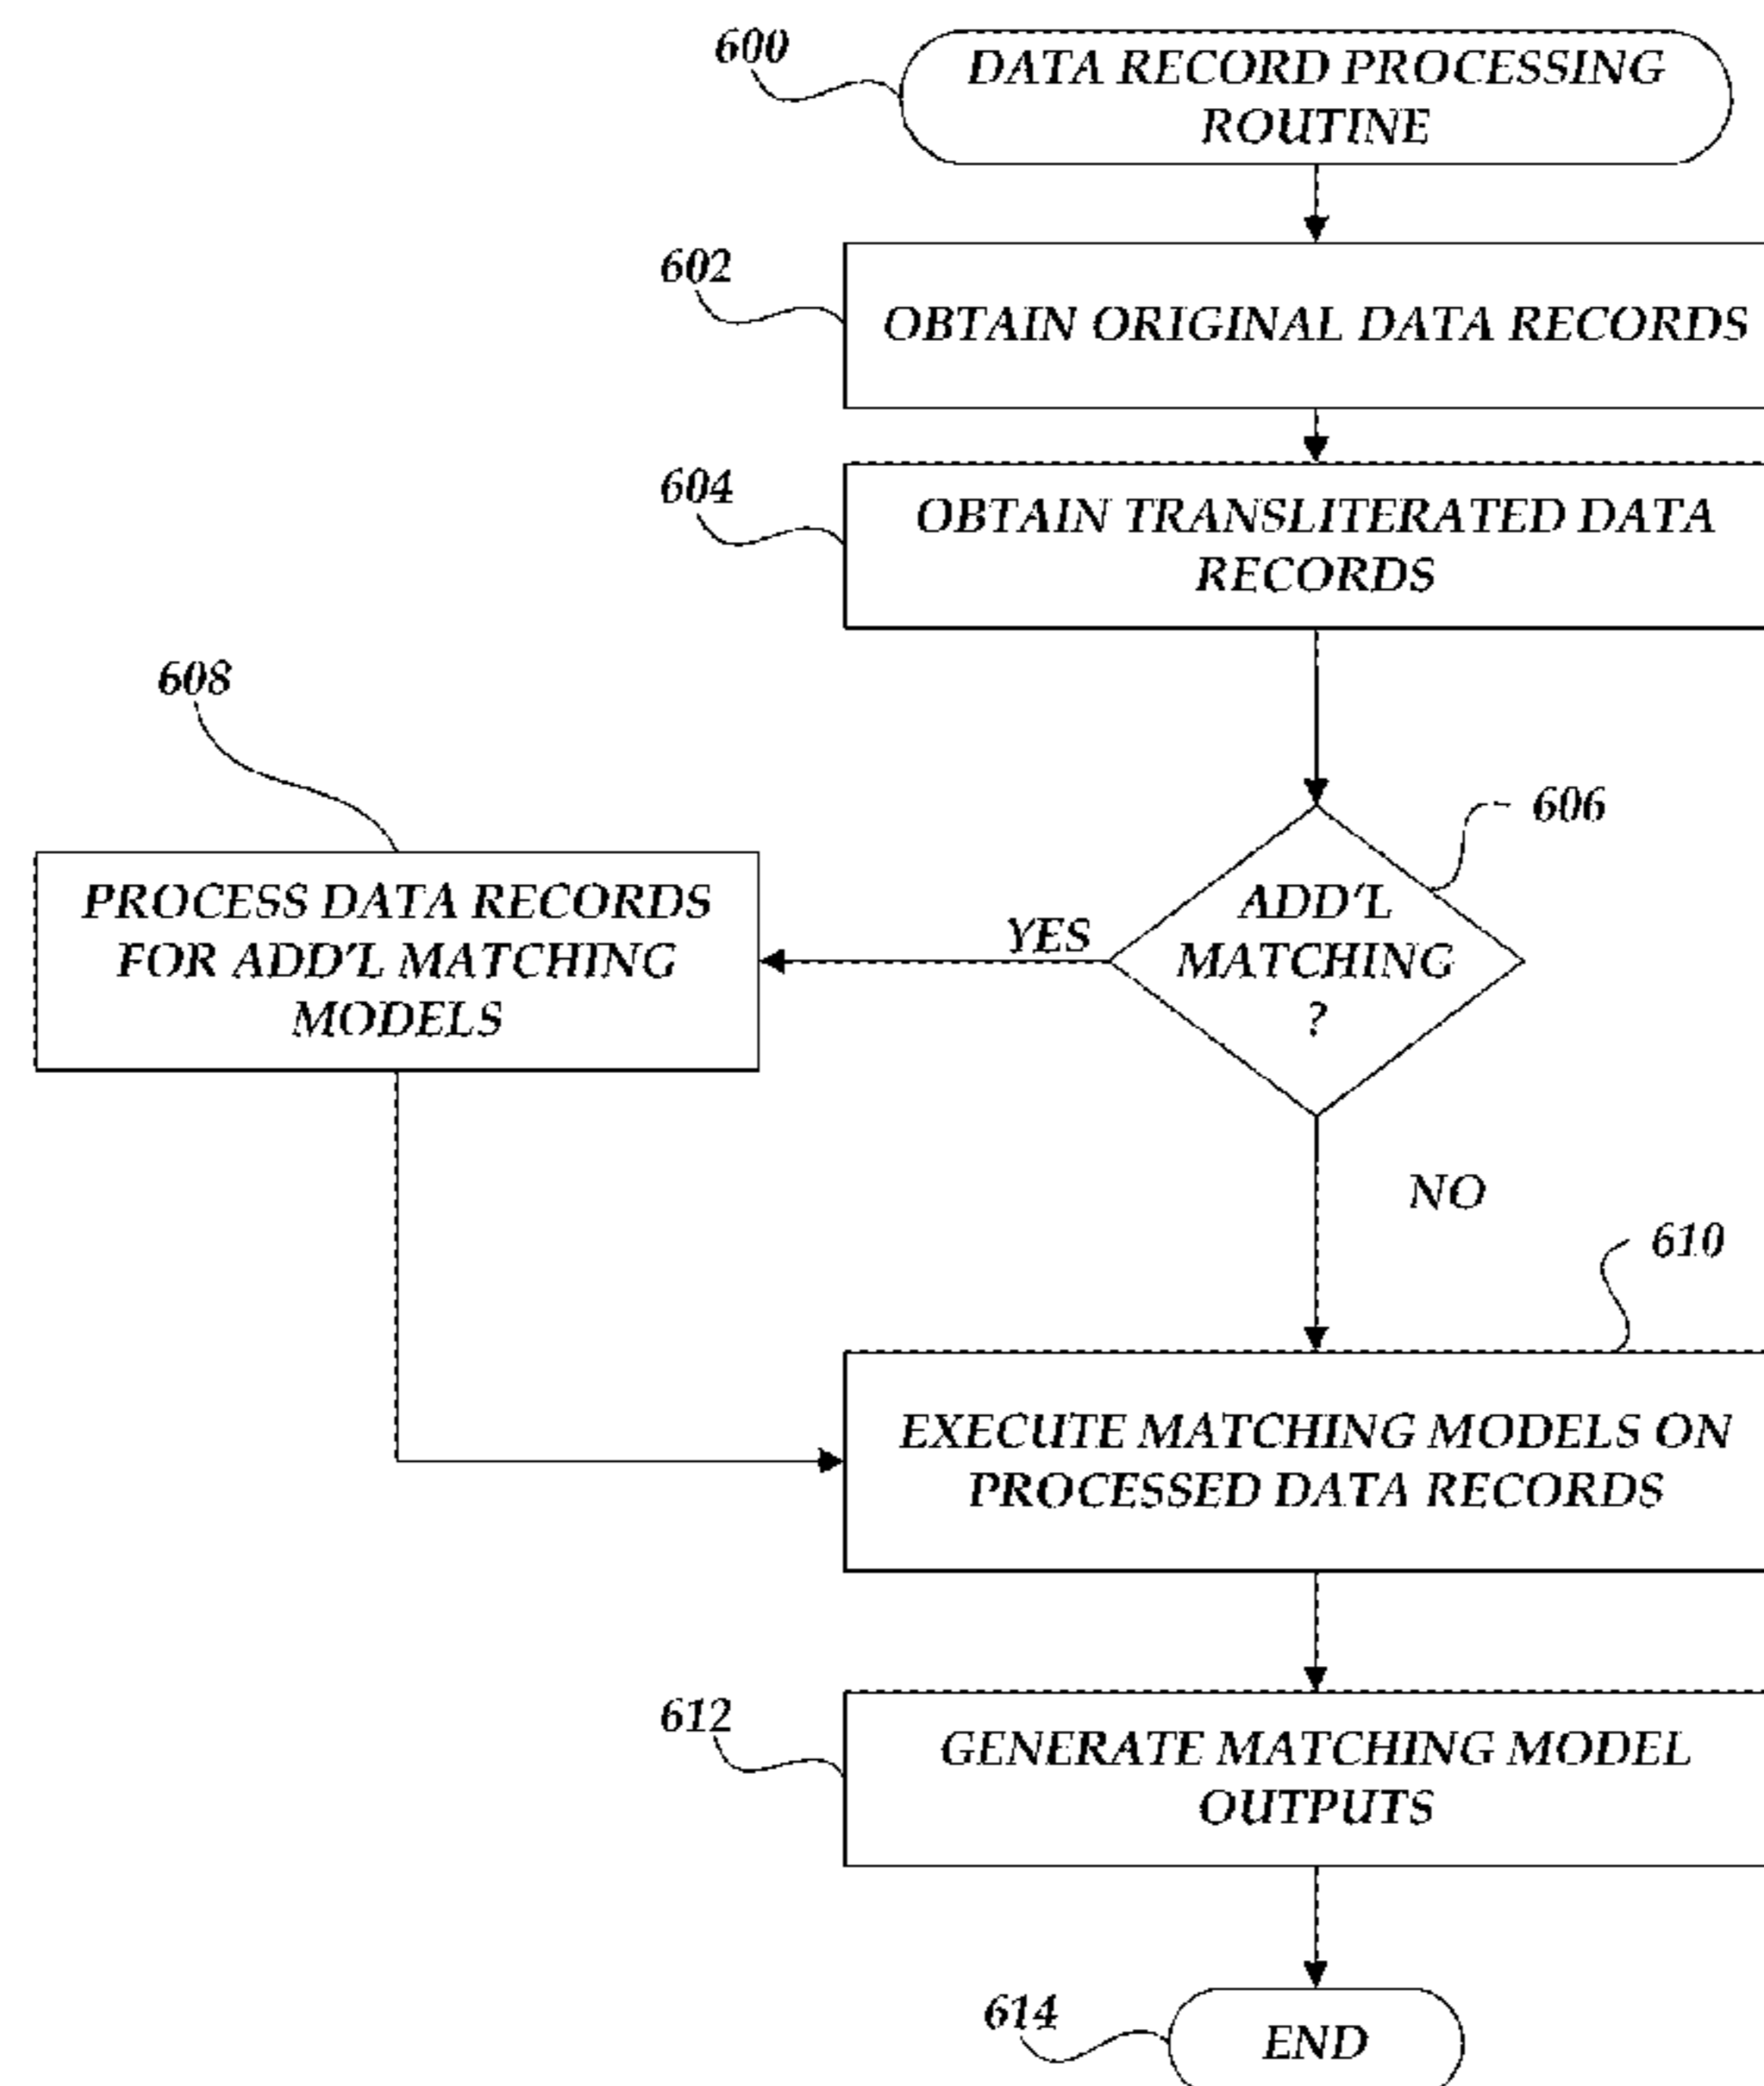 600
DATA RECORD PROCESSING
ROUTINE
602
OBTAIN ORIGINAL DATA RECORDS
604
OBTAIN TRANSLITERATED DATA
RECORDS
608
606
PROCESS DATA RECORDS
FOR ADD'L MATCHING
MODELS
YES
ADD'L
MATCHING
?
NO
610
EXECUTE MATCHING MODELS ON
PROCESSED DATA RECORDS
612
GENERATE MATCHING MODEL
OUTPUTS
614
END